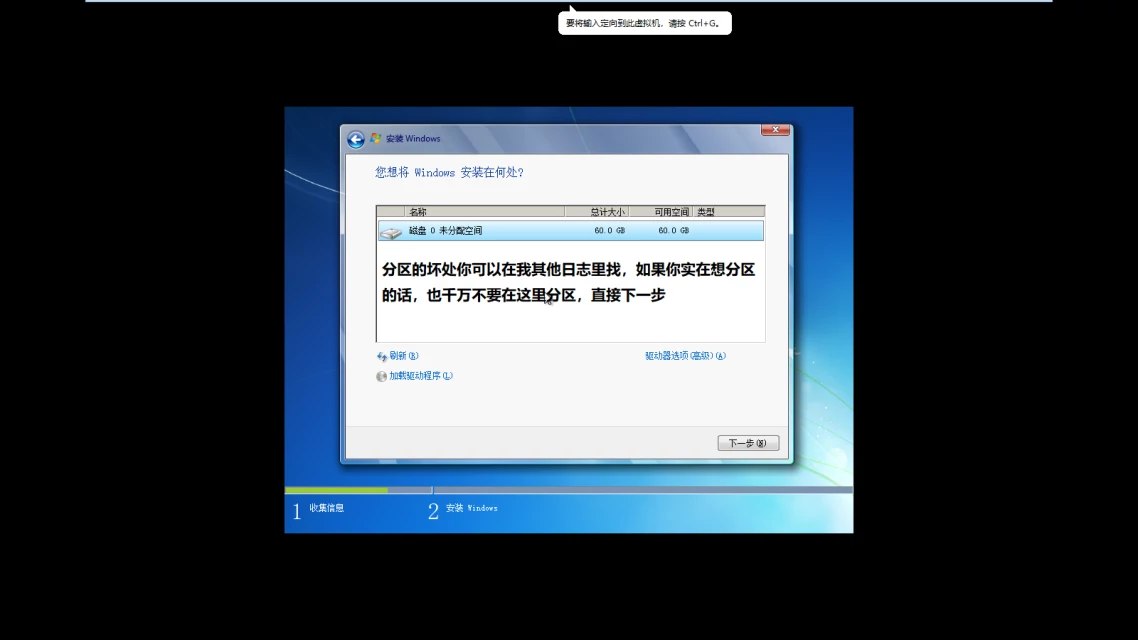 要将输入定向到此虚拟机，请按 Ctrl+G。
安装 Windows
您想将 Windows 安装在何处?
名称 总计大小 可用空间 类型
磁盘 0 未分配空间 60.0 GB 60.0 GB
分区的坏处你可以在我其他日志里找，如果你实在想分区
的话，也千万不要在这里分区，直接下一步
刷新(R) 驱动器选项(高级)(A)
加载驱动程序(L)
下一步(N)
1 收集信息 2 安装 Windows